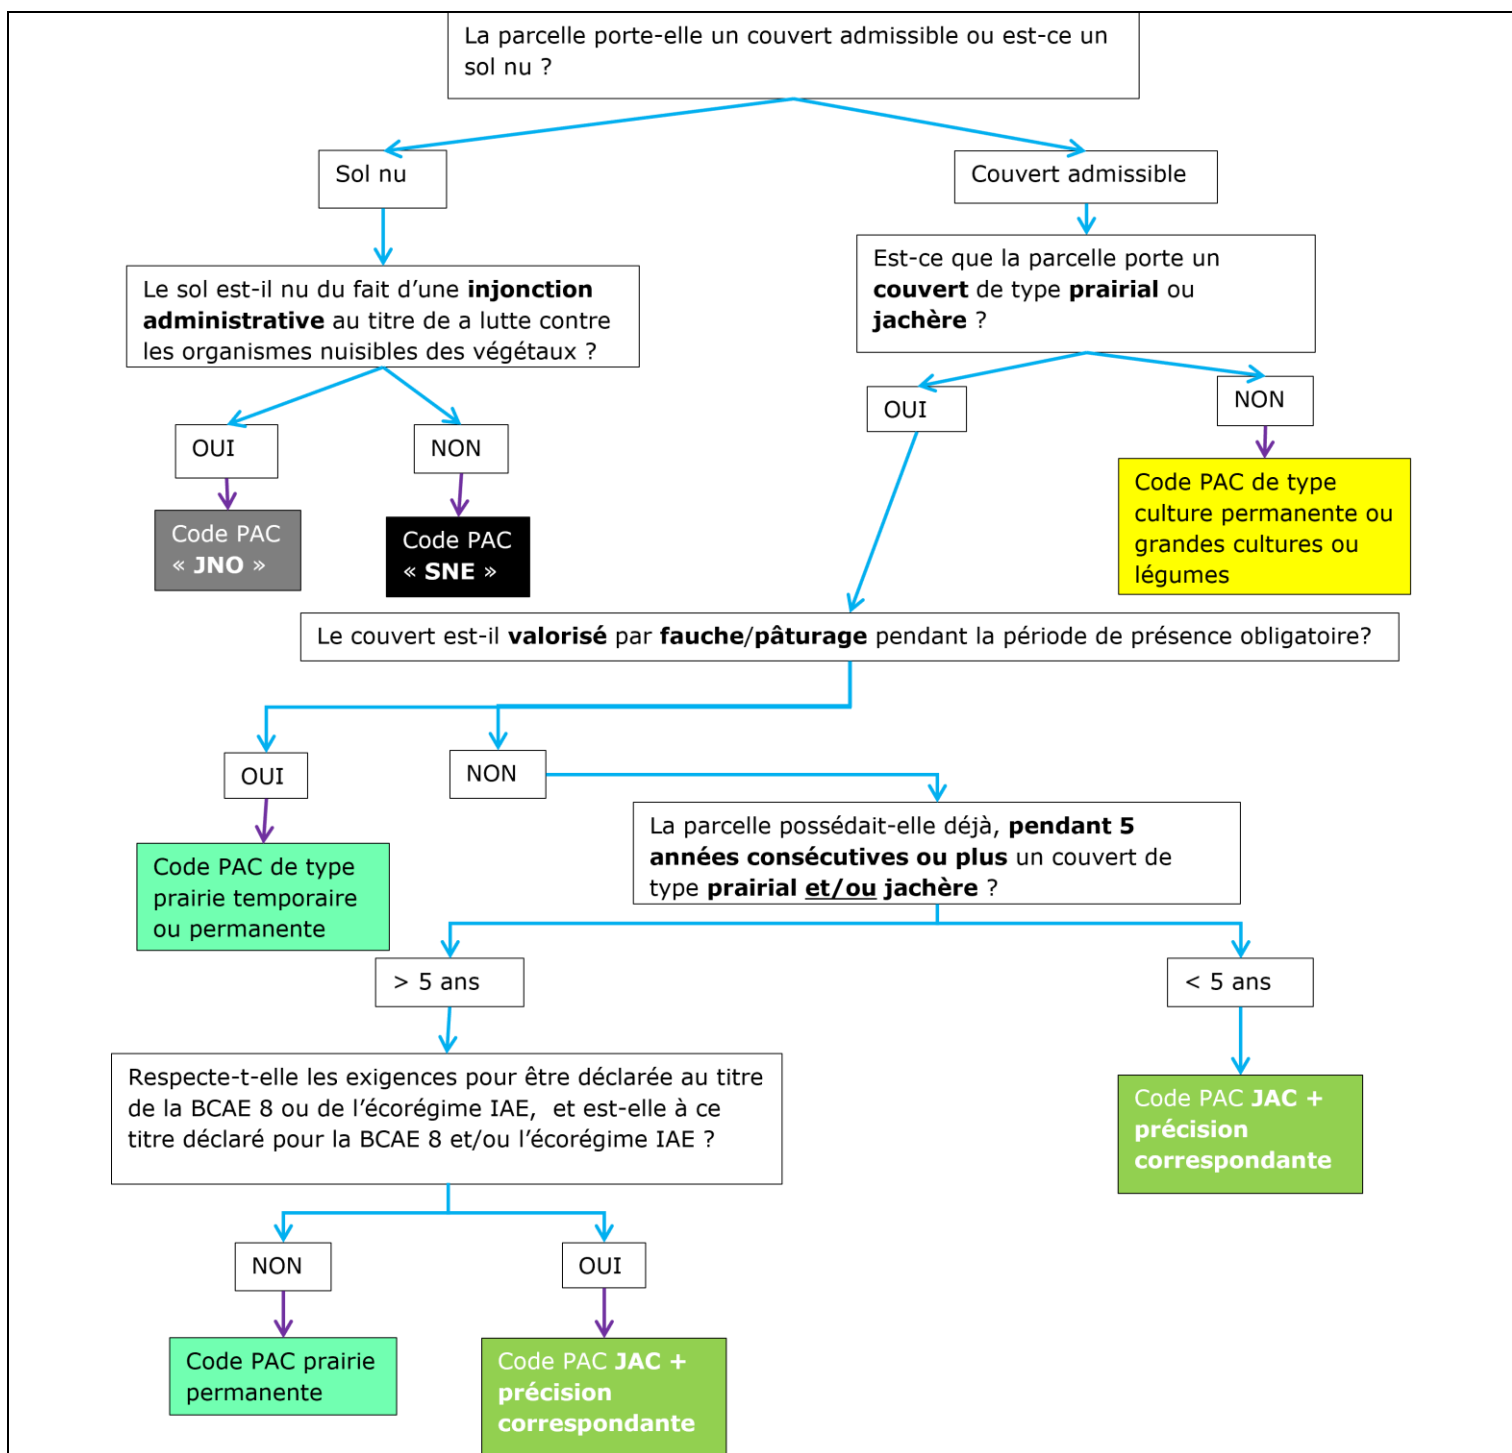 La parcelle porte-elle un couvert admissible ou est-ce un
sol nu ?
Sol nu
Couvert admissible
Le sol est-il nu du fait d’une injonction
administrative au titre de a lutte contre
les organismes nuisibles des végétaux ?
Est-ce que la parcelle porte un
couvert de type prairial ou
jachère ?
OUI
NON
OUI
NON
Code PAC
« JNO »
Code PAC
« SNE »
Code PAC de type
culture permanente ou
grandes cultures ou
légumes
Le couvert est-il valorisé par fauche/pâturage pendant la période de présence obligatoire?
OUI
NON
Code PAC de type
prairie temporaire
ou permanente
La parcelle possédait-elle déjà, pendant 5
années consécutives ou plus un couvert de
type prairial et/ou jachère ?
> 5 ans
< 5 ans
Respecte-t-elle les exigences pour être déclarée au titre
de la BCAE 8 ou de l’écorégime IAE, et est-elle à ce
titre déclaré pour la BCAE 8 et/ou l’écorégime IAE ?
Code PAC JAC +
précision
correspondante
NON
OUI
Code PAC prairie
permanente
Code PAC JAC +
précision
correspondante